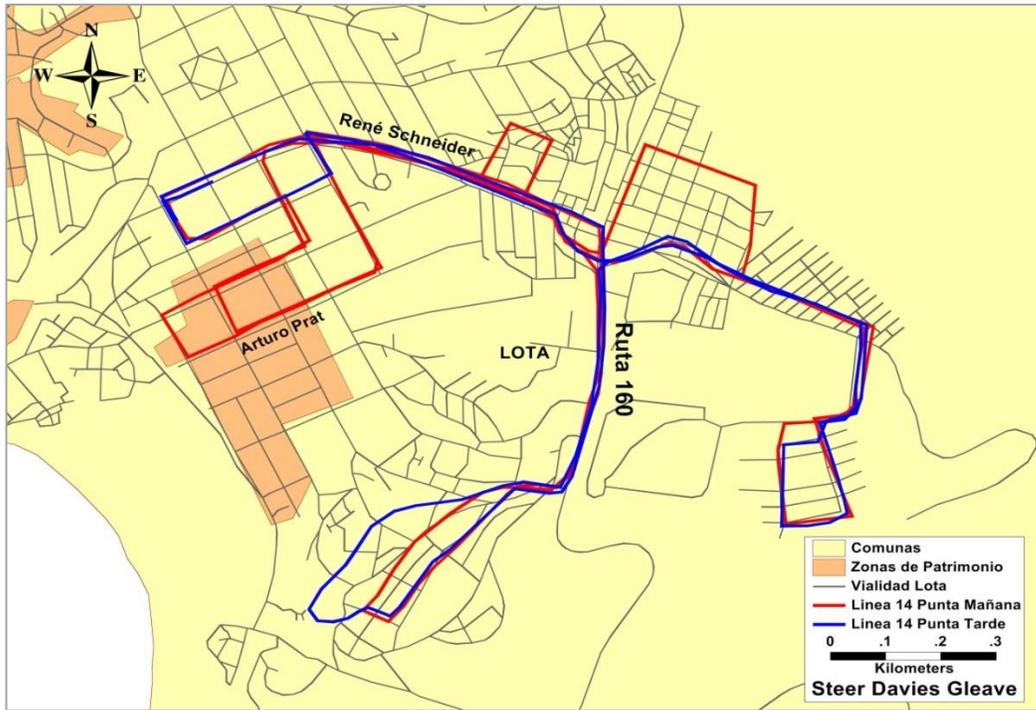 N
W E
S
René Schneider
Arturo Prat
LOTA
Ruta 160
Comunas
Zonas de Patrimonio
Vialidad Lota
Linea 14 Punta Mañana
Linea 14 Punta Tarde
0 .1 .2 .3
Kilometers
Steer Davies Gleave